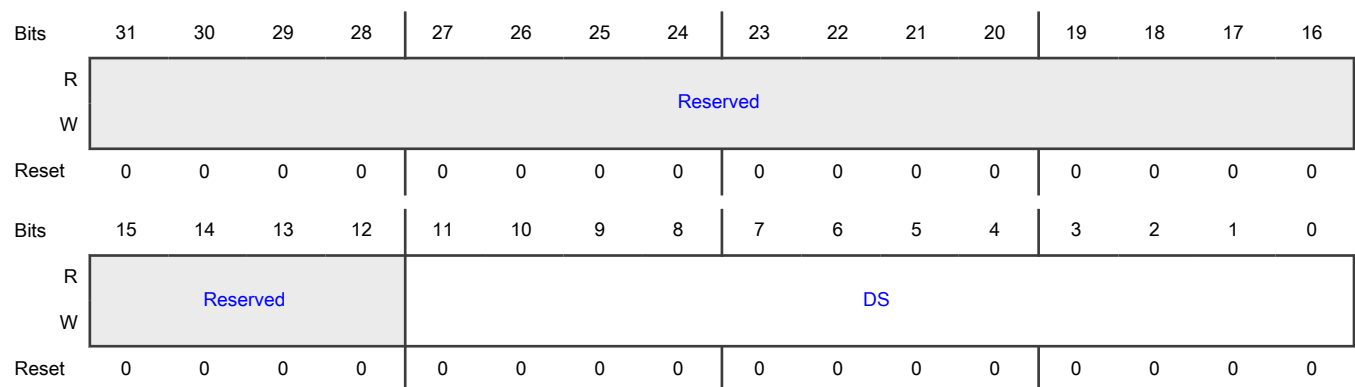 Bits 31 30 29 28 27 26 25 24 23 22 21 20 19 18 17 16
R
Reserved
W
Reset 0 0 0 0 0 0 0 0 0 0 0 0 0 0 0 0
Bits 15 14 13 12 11 10 9 8 7 6 5 4 3 2 1 0
R
Reserved DS
W
Reset 0 0 0 0 0 0 0 0 0 0 0 0 0 0 0 0